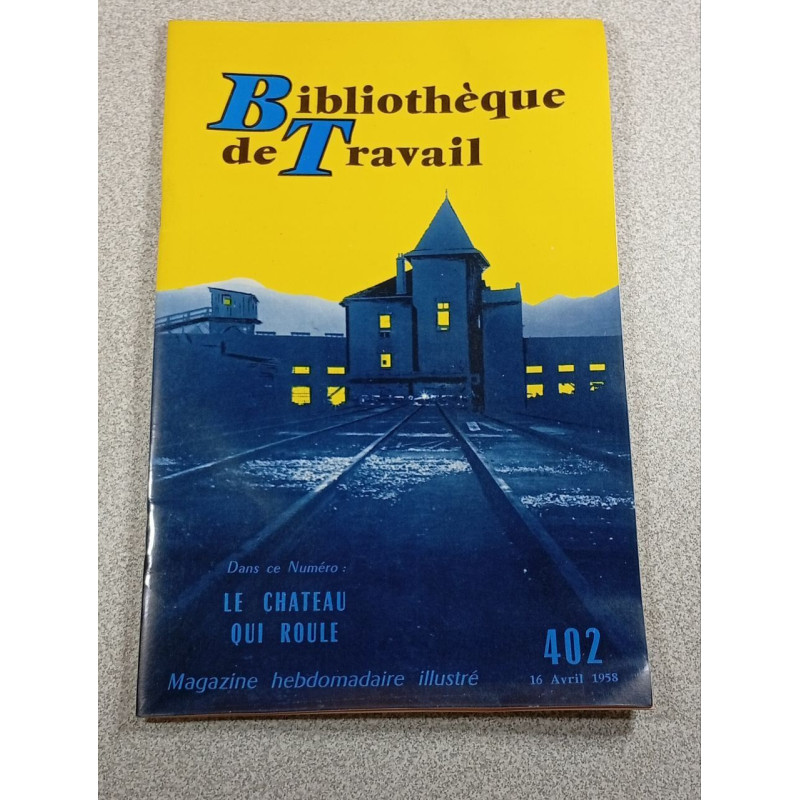 Bibliothèque
de Travail
Dans ce Numéro :
LE CHATEAU
QUI ROULE
402
Magazine hebdomadaire illustré
16 Avril 1958